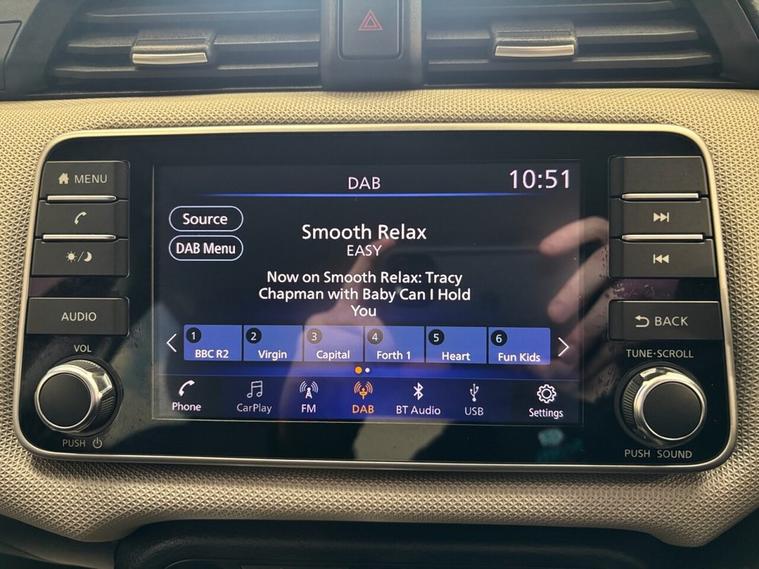 DAB
10:51
MENU
Source
DAB Menu
Smooth Relax
EASY
Now on Smooth Relax: Tracy
Chapman with Baby Can I Hold
You
AUDIO
BACK
1 BBC R2
2 Virgin
3 Capital
4 Forth 1
5 Heart
6 Fun Kids
VOL
TUNE·SCROLL
Phone
CarPlay
FM
DAB
BT Audio
USB
Settings
PUSH
PUSH SOUND